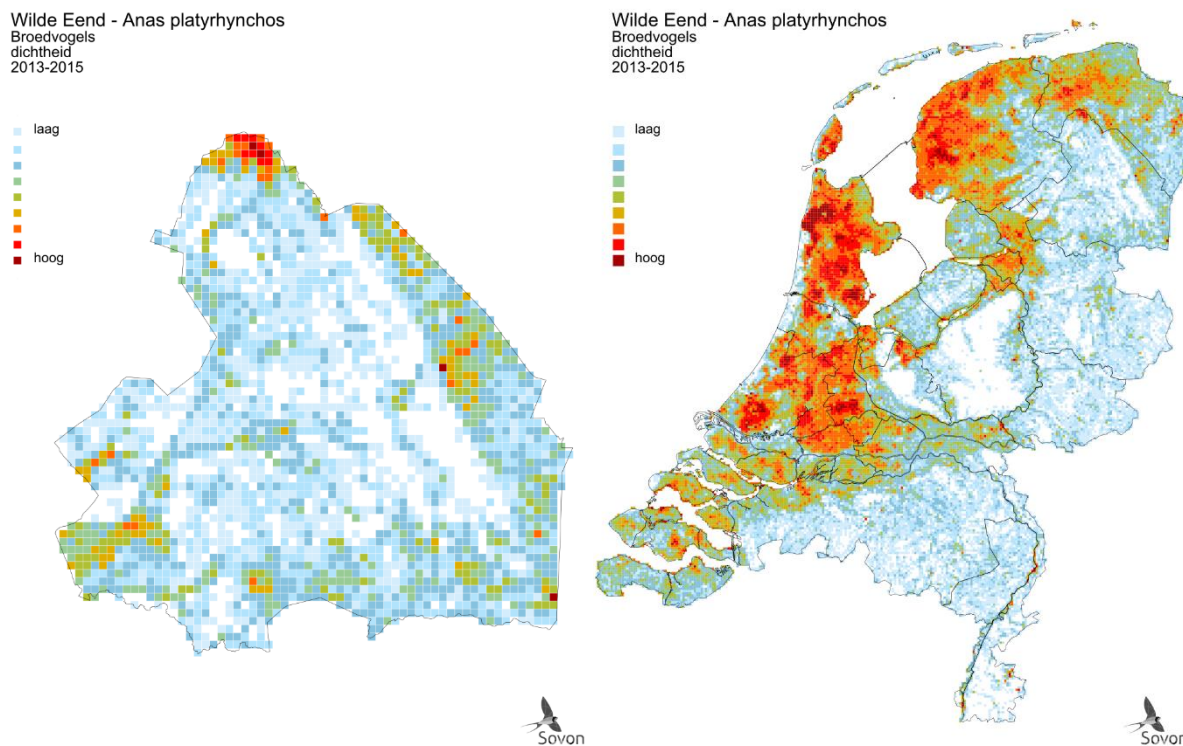 Wilde Eend - Anas platyrhynchos
Broedvogels
dichtheid
2013-2015
laag
hoog
Sovon
Wilde Eend - Anas platyrhynchos
Broedvogels
dichtheid
2013-2015
laag
hoog
Sovon